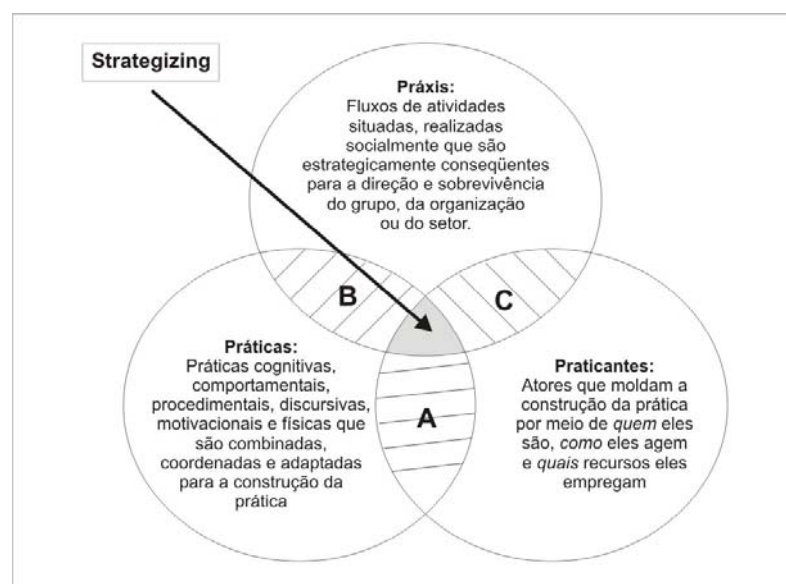 Strategizing
Práxis:
Fluxos de atividades
situadas, realizadas
socialmente que são
estrategicamente conseqüentes
para a direção e sobrevivência
do grupo, da organização
ou do setor.
B
C
Práticas:
Práticas cognitivas,
comportamentais,
procedimentais, discursivas,
motivacionais e físicas que
são combinadas,
coordenadas e adaptadas
para a construção da
prática
A
Praticantes:
Atores que moldam a
construção da prática
por meio de quem eles
são, como eles agem
e quais recursos eles
empregam